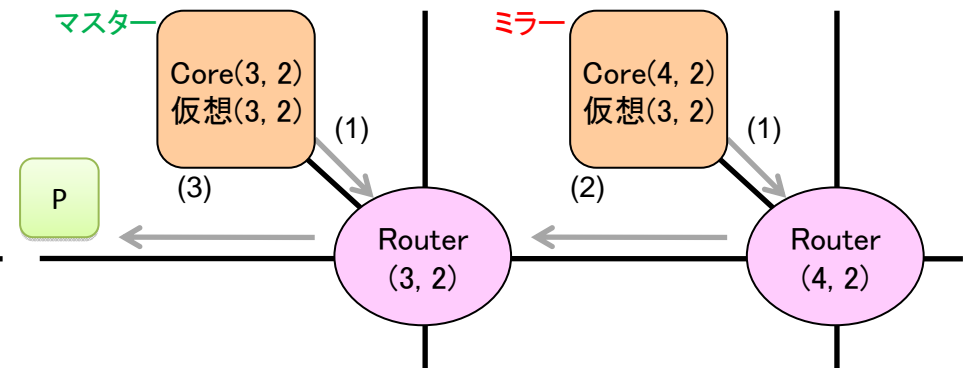 マスター
Core(3, 2)
仮想(3, 2)
(1)
(3)
P
Router
(3, 2)
ミラー
Core(4, 2)
仮想(3, 2)
(1)
(2)
Router
(4, 2)